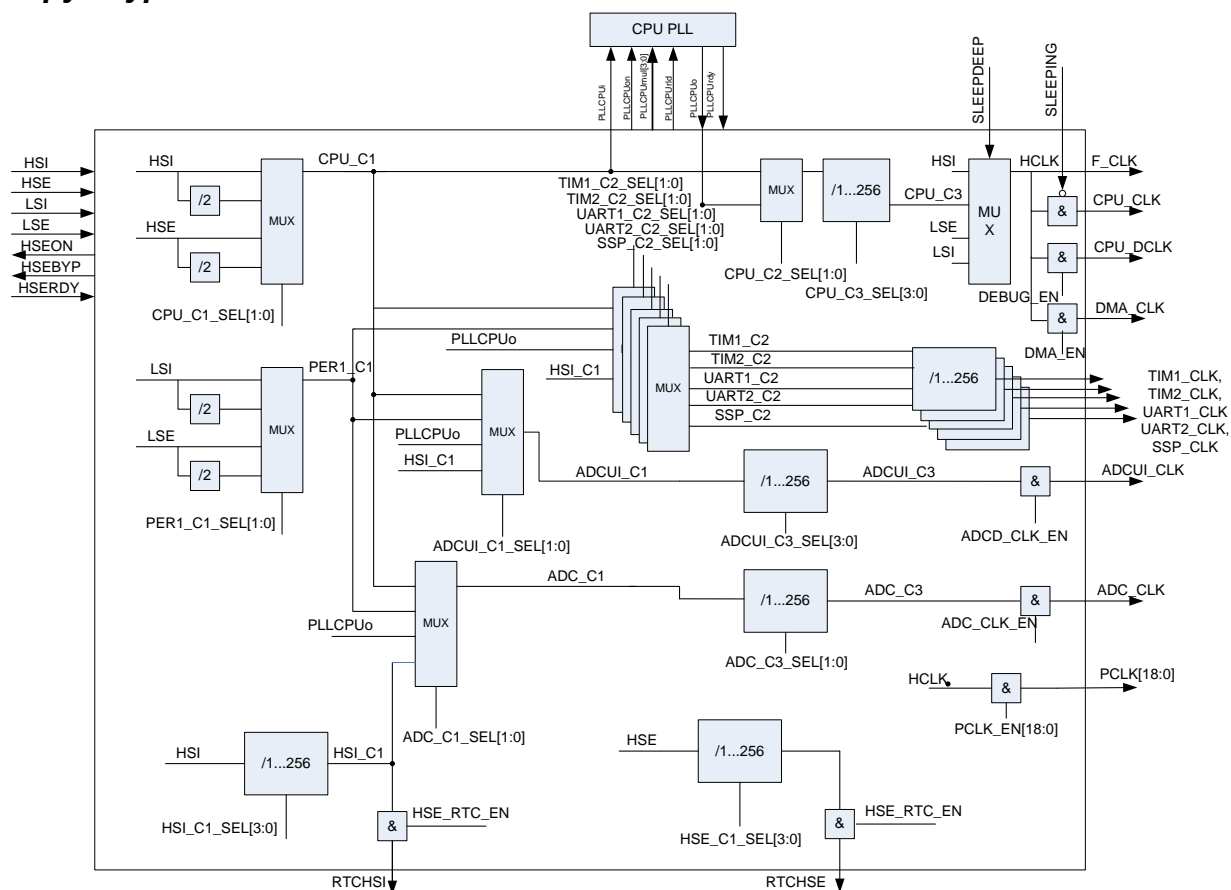 CPU PLL
PLLCPUi
PLLCPUon
PLLCPUmul[3:0]
PLLCPUrld
PLLCPUo
PLLCPUrdy
SLEEPDEEP
SLEEPING
HSI
HSE
LSI
LSE
HSEON
HSEBYP
HSERDY
HSI
/2
HSE
/2
MUX
CPU_C1
CPU_C1_SEL[1:0]
TIM1_C2_SEL[1:0]
TIM2_C2_SEL[1:0]
UART1_C2_SEL[1:0]
UART2_C2_SEL[1:0]
SSP_C2_SEL[1:0]
MUX
CPU_C2_SEL[1:0]
/1...256
CPU_C3_SEL[3:0]
HSI
CPU_C3
LSE
LSI
MU
X
HCLK
F_CLK
&
CPU_CLK
&
CPU_DCLK
DEBUG_EN
&
DMA_CLK
DMA_EN
LSI
/2
LSE
/2
MUX
PER1_C1
PER1_C1_SEL[1:0]
PLLCPUo
HSI_C1
MUX
TIM1_C2
TIM2_C2
UART1_C2
UART2_C2
SSP_C2
/1...256
TIM1_CLK,
TIM2_CLK,
UART1_CLK
UART2_CLK,
SSP_CLK
PLLCPUo
HSI_C1
MUX
ADCUI_C1_SEL[1:0]
ADCUI_C1
/1...256
ADCUI_C3_SEL[3:0]
ADCUI_C3
&
ADCD_CLK_EN
ADCUI_CLK
PLLCPUo
MUX
ADC_C1_SEL[1:0]
ADC_C1
/1...256
ADC_C3_SEL[1:0]
ADC_C3
&
ADC_CLK_EN
ADC_CLK
HCLK
&
PCLK_EN[18:0]
PCLK[18:0]
HSI
/1...256
HSI_C1
HSI_C1_SEL[3:0]
&
HSE_RTC_EN
RTCHSI
HSE
/1...256
HSE_C1_SEL[3:0]
&
HSE_RTC_EN
RTCHSE